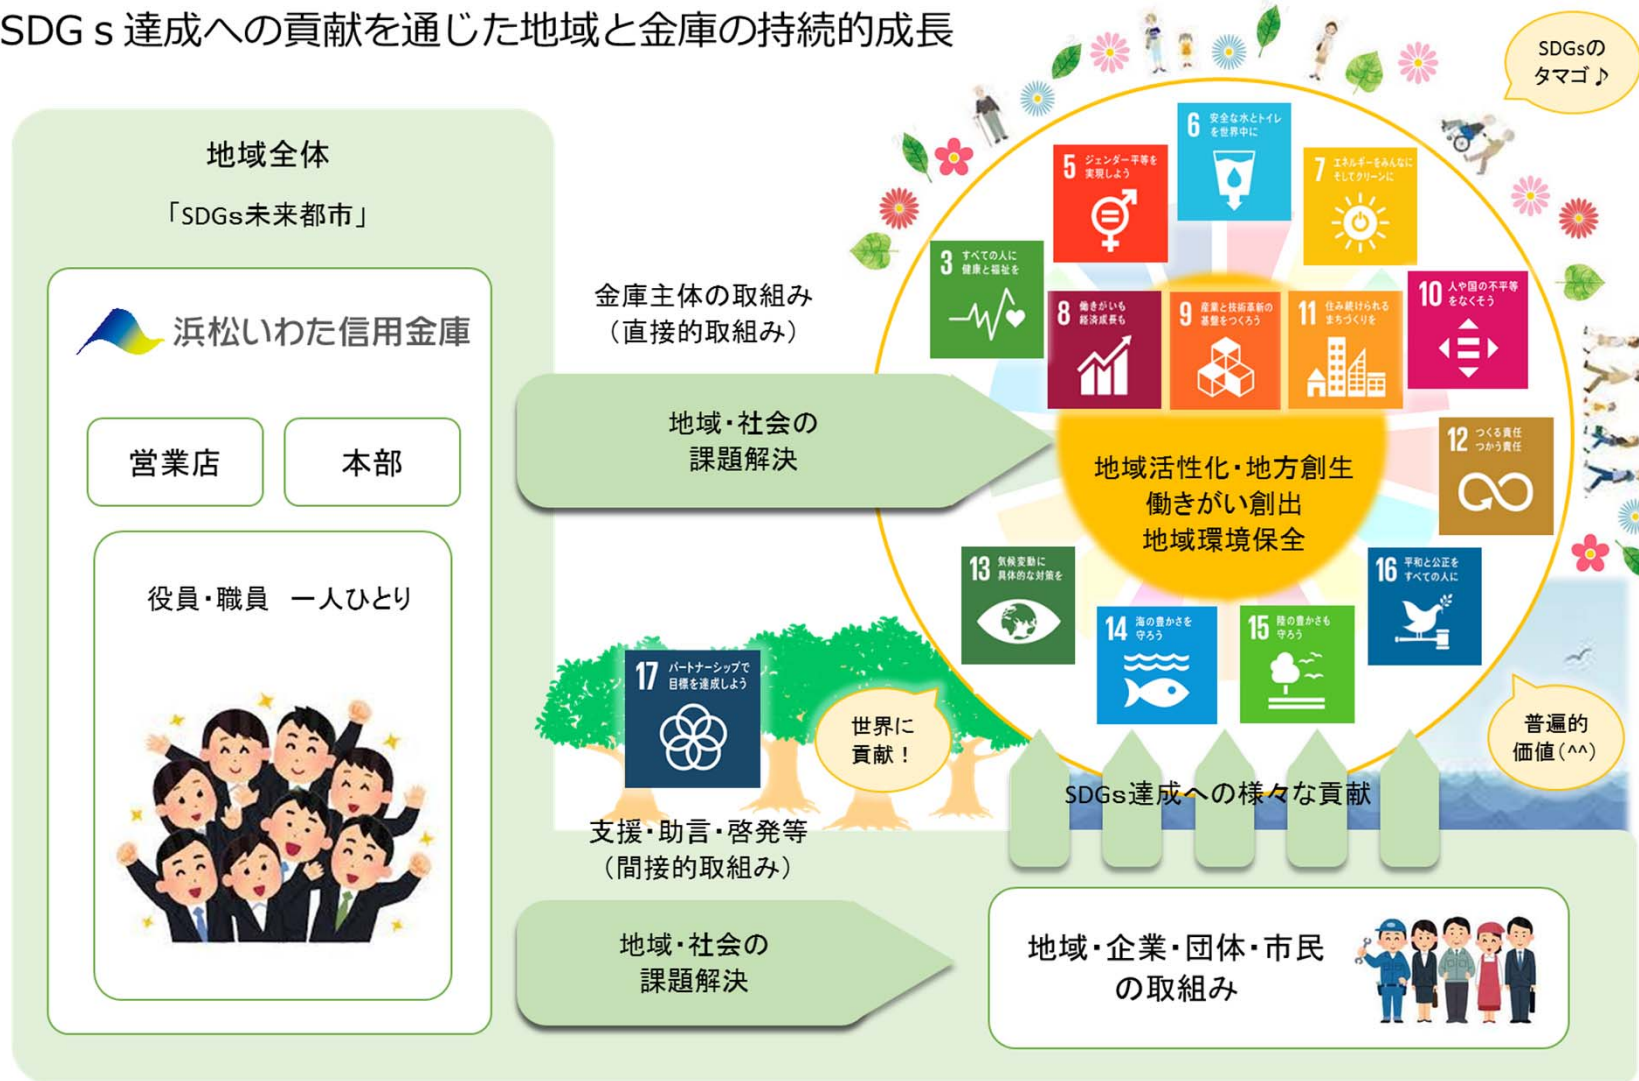 SDGｓ達成への貢献を通じた地域と金庫の持続的成長
SDGsの
タマゴ♪
地域全体
「SDGs未来都市」
浜松いわた信用金庫
営業店
本部
役員・職員　一人ひとり
金庫主体の取組み
（直接的取組み）
地域・社会の
課題解決
3 すべての人に
健康と福祉を
5 ジェンダー平等を
実現しよう
6 安全な水とトイレ
を世界中に
7 エネルギーをみんなに
そしてクリーンに
8 働きがいも
経済成長も
9 産業と技術革新の
基盤をつくろう
11 住み続けられる
まちづくりを
10 人や国の不平等
をなくそう
12 つくる責任
つかう責任
地域活性化・地方創生
働きがい創出
地域環境保全
13 気候変動に
具体的な対策を
14 海の豊かさを
守ろう
15 陸の豊かさも
守ろう
16 平和と公正を
すべての人に
17 パートナーシップで
目標を達成しよう
世界に
貢献！
普遍的
価値(^^)
SDGs達成への様々な貢献
支援・助言・啓発等
（間接的取組み）
地域・社会の
課題解決
地域・企業・団体・市民
の取組み